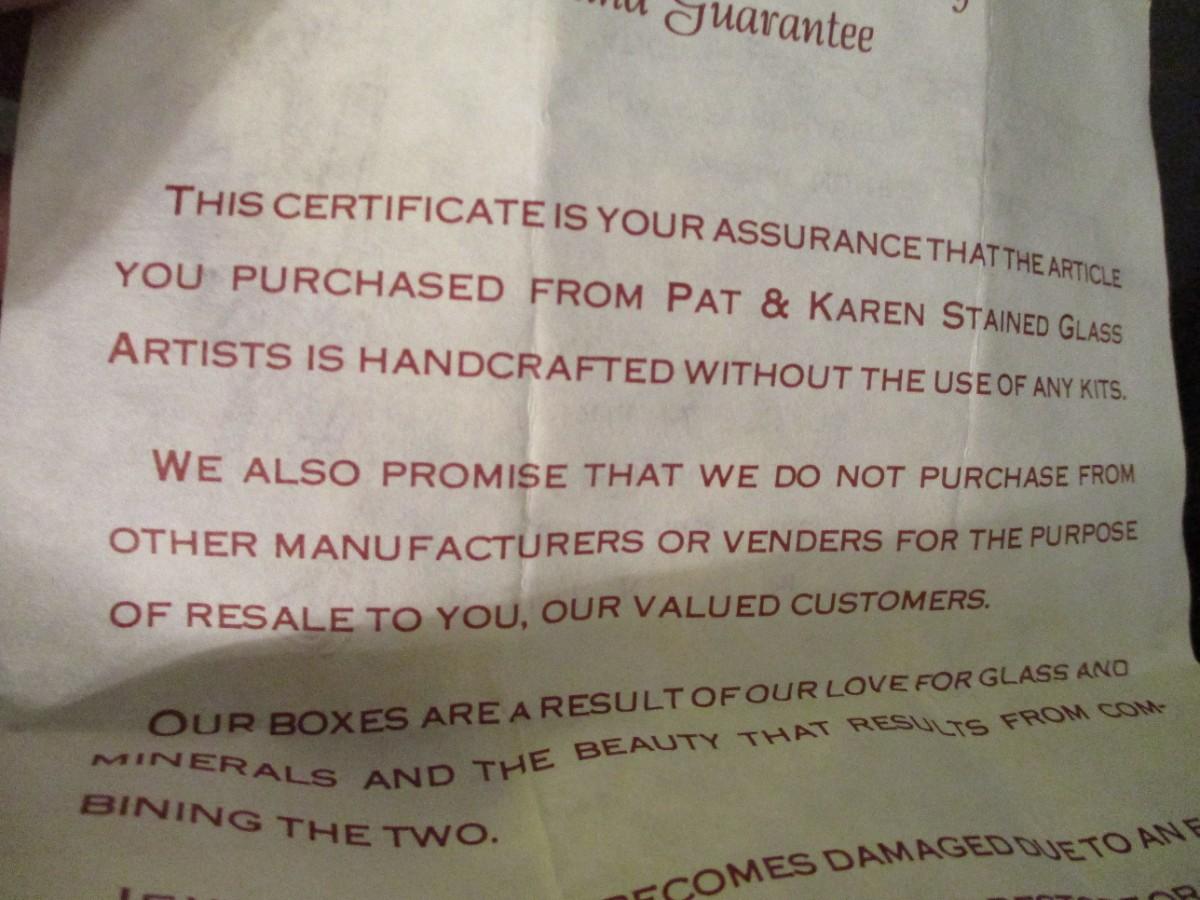 and Guarantee
THIS CERTIFICATE IS YOUR ASSURANCE THAT THE ARTICLE
YOU PURCHASED FROM PAT & KAREN STAINED GLASS
ARTISTS IS HANDCRAFTED WITHOUT THE USE OF ANY KITS.
WE ALSO PROMISE THAT WE DO NOT PURCHASE FROM
OTHER MANUFACTURERS OR VENDERS FOR THE PURPOSE
OF RESALE TO YOU, OUR VALUED CUSTOMERS.
OUR BOXES ARE A RESULT OF OUR LOVE FOR GLASS AND
MINERALS AND THE BEAUTY THAT RESULTS FROM COM-
BINING THE TWO.
BECOMES DAMAGED DUE TO AN